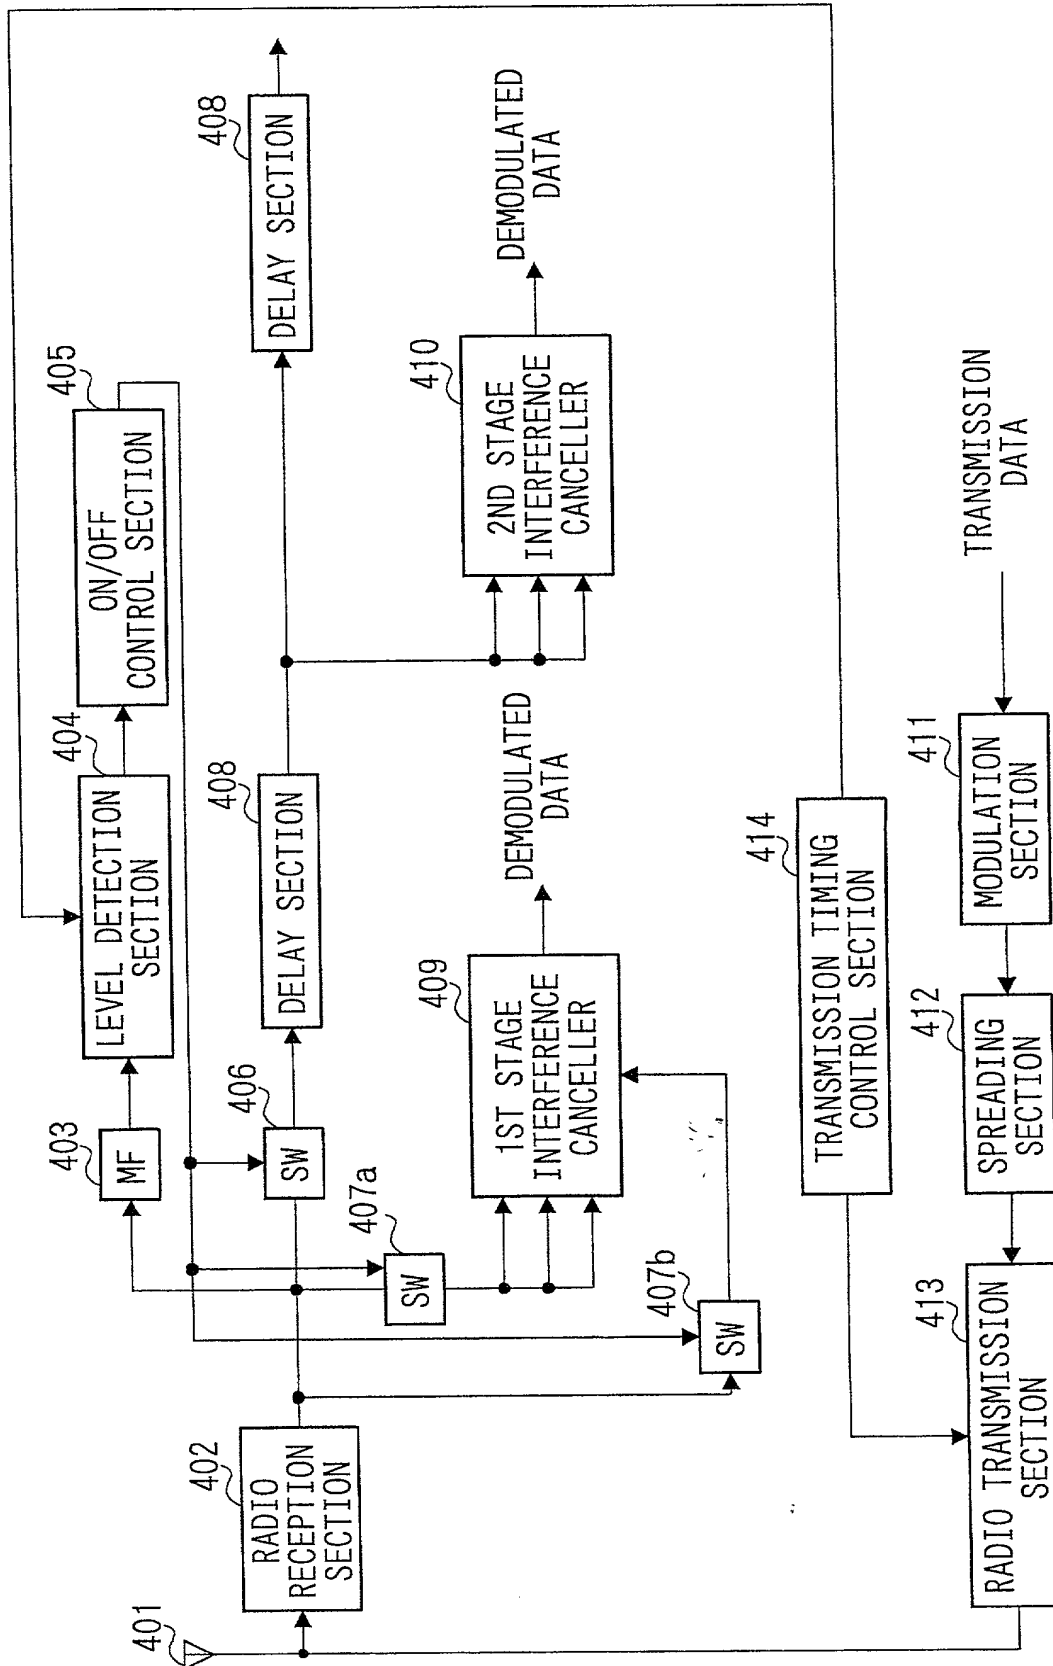 401
402
RADIO
RECEPTION
SECTION
403
MF
404
LEVEL DETECTION
SECTION
405
ON/OFF
CONTROL SECTION
406
SW
407a
SW
407b
SW
408
DELAY SECTION
408
DELAY SECTION
409
1ST STAGE
INTERFERENCE
CANCELLER
DEMODULATED
DATA
410
2ND STAGE
INTERFERENCE
CANCELLER
DEMODULATED
DATA
414
TRANSMISSION TIMING
CONTROL SECTION
413
RADIO TRANSMISSION
SECTION
412
SPREADING
SECTION
411
MODULATION
SECTION
TRANSMISSION
DATA